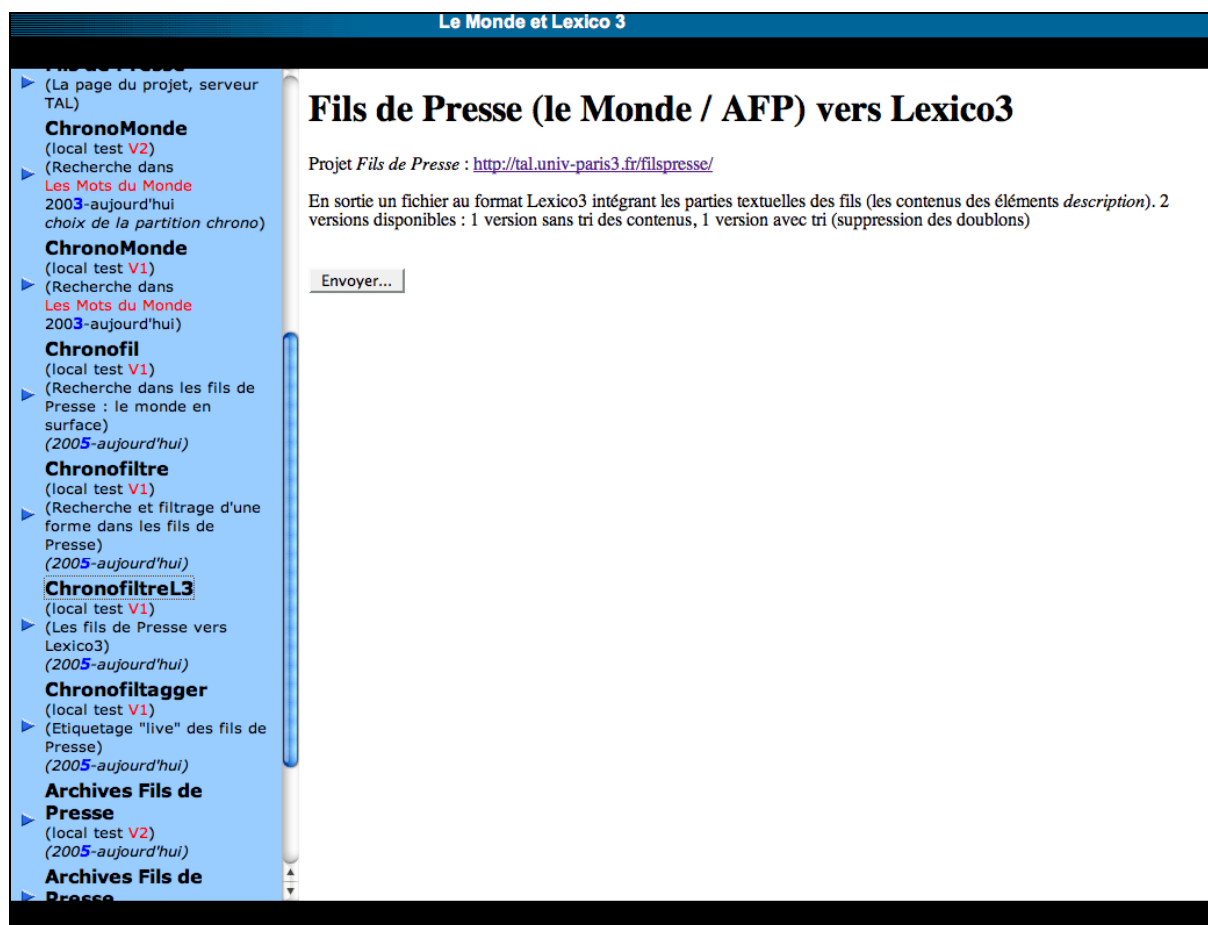 Le Monde et Lexico 3
Fils de Presse
(La page du projet, serveur
TAL)
ChronoMonde
(local test V2)
(Recherche dans
Les Mots du Monde
2003-aujourd'hui
choix de la partition chrono)
ChronoMonde
(local test V1)
(Recherche dans
Les Mots du Monde
2003-aujourd'hui)
Chronofil
(local test V1)
(Recherche dans les fils de
Presse : le monde en
surface)
(2005-aujourd'hui)
Chronofiltre
(local test V1)
(Recherche et filtrage d'une
forme dans les fils de
Presse)
(2005-aujourd'hui)
ChronofiltreL3
(local test V1)
(Les fils de Presse vers
Lexico3)
(2005-aujourd'hui)
Chronofiltagger
(local test V1)
(Etiquetage "live" des fils de
Presse)
(2005-aujourd'hui)
Archives Fils de
Presse
(local test V2)
(2005-aujourd'hui)
Archives Fils de
Presse
Fils de Presse (le Monde / AFP) vers Lexico3
Projet Fils de Presse : http://tal.univ-paris3.fr/filspresse/
En sortie un fichier au format Lexico3 intégrant les parties textuelles des fils (les contenus des éléments description). 2
versions disponibles : 1 version sans tri des contenus, 1 version avec tri (suppression des doublons)
Envoyer...